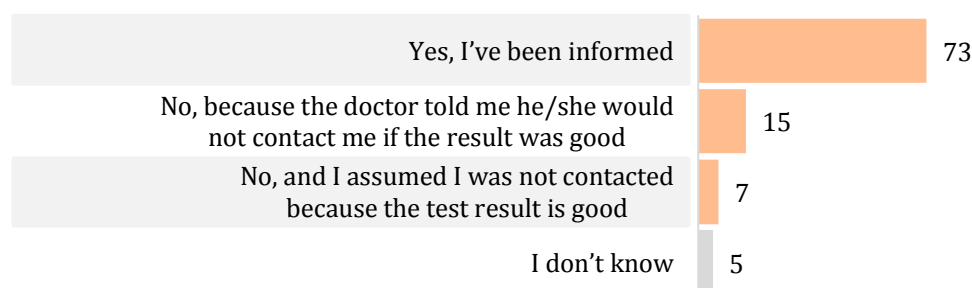 Yes, I’ve been informed 73
No, because the doctor told me he/she would
not contact me if the result was good 15
No, and I assumed I was not contacted
because the test result is good 7
I don’t know 5